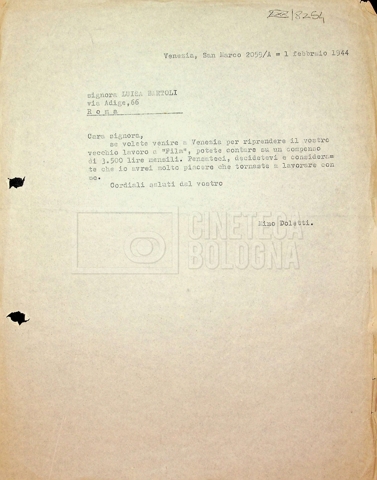 Venezia, San Marco 2059/A = 1 febbraio 1944
signora LUISA BARTOLI
via Adige,66
Roma
Cara signora,
se volete venire a Venezia per riprendere il vostro
vecchio lavoro a "Film", potete contare su un compenso
di 3.500 lire mensili. Pensateci, decidetevi e considera=
te che io avrei molto piacere che tornaste a lavorare con
me.
Cordiali saluti dal vostro
Mino Doletti.
CINETECA
BOLOGNA